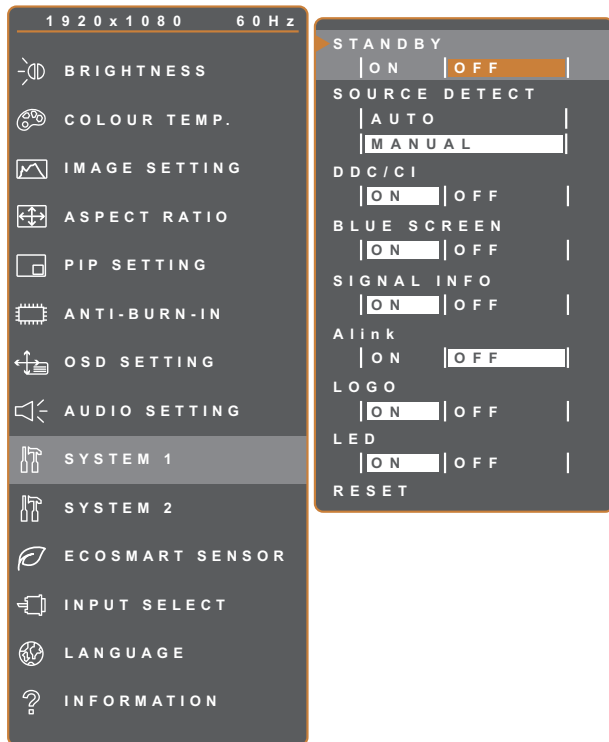 1920x1080 60Hz
BRIGHTNESS
COLOUR TEMP.
IMAGE SETTING
ASPECT RATIO
PIP SETTING
ANTI-BURN-IN
OSD SETTING
AUDIO SETTING
SYSTEM 1
SYSTEM 2
ECOSMART SENSOR
INPUT SELECT
LANGUAGE
INFORMATION
STANDBY
ON OFF
SOURCE DETECT
AUTO
MANUAL
DDC/CI
ON OFF
BLUE SCREEN
ON OFF
SIGNAL INFO
ON OFF
Alink
ON OFF
LOGO
ON OFF
LED
ON OFF
RESET